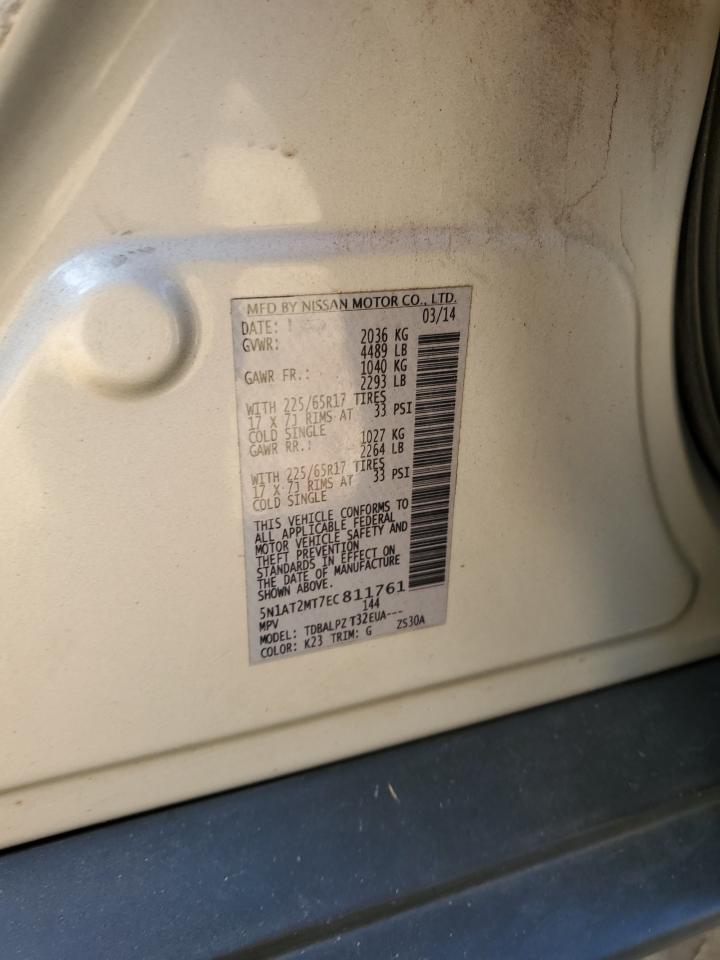 MFD BY NISSAN MOTOR CO., LTD.
DATE: 03/14
GVWR: 2036 KG
4489 LB
GAWR FR.: 1040 KG
2293 LB
WITH 225/65R17 TIRES
17 X 7J RIMS AT 33 PSI
COLD SINGLE
GAWR RR.: 1027 KG
2264 LB
WITH 225/65R17 TIRES
17 X 7J RIMS AT 33 PSI
COLD SINGLE
THIS VEHICLE CONFORMS TO
ALL APPLICABLE FEDERAL
MOTOR VEHICLE SAFETY AND
THEFT PREVENTION
STANDARDS IN EFFECT ON
THE DATE OF MANUFACTURE
SHOWN ABOVE.
5N1AT2MT7EC811761
MPV 144
MODEL: TDBALPZ T32EUA---
COLOR: K23 TRIM: G ZS30A